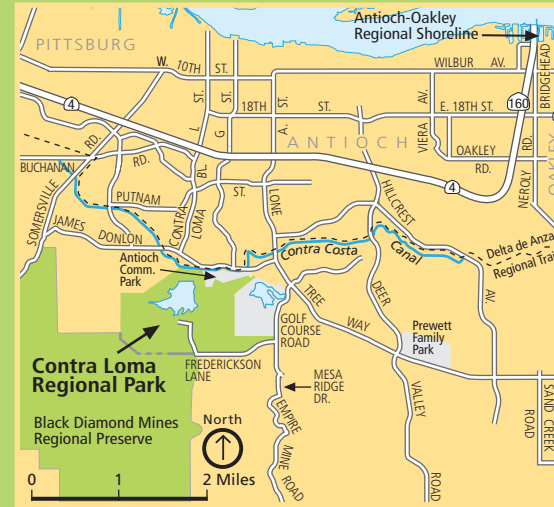 Antioch-Oakley
Regional Shoreline
PITTSBURG
W. 10TH ST.
WILBUR AV.
BRIDGEHEAD
4
L ST.
G ST.
A ST.
18TH ST.
VIERA AV.
E. 18TH ST.
160
ANTIOCH
OAKLEY
RD.
OAKLEY
BUCHANAN RD.
CONTRA LOMA BL.
4
NEROLY RD.
SOMERSVILLE RD.
PUTNAM ST.
LONE TREE WAY
HILLCREST AV.
JAMES DONLON
Contra Costa Canal
Delta de Anza
Regional Trail
Antioch
Comm.
Park
DEER VALLEY ROAD
GOLF
COURSE
ROAD
Prewett
Family
Park
Contra Loma
Regional Park
FREDERICKSON
LANE
MESA
RIDGE
DR.
SAND CREEK
ROAD
EMPIRE MINE ROAD
Black Diamond Mines
Regional Preserve
North
0 1 2 Miles